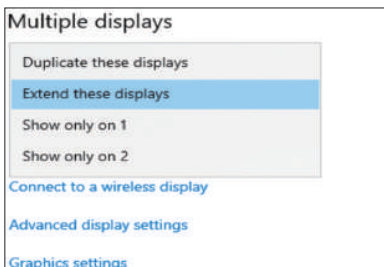 Multiple displays
Duplicate these displays
Extend these displays
Show only on 1
Show only on 2
Connect to a wireless display
Advanced display settings
Graphics settings